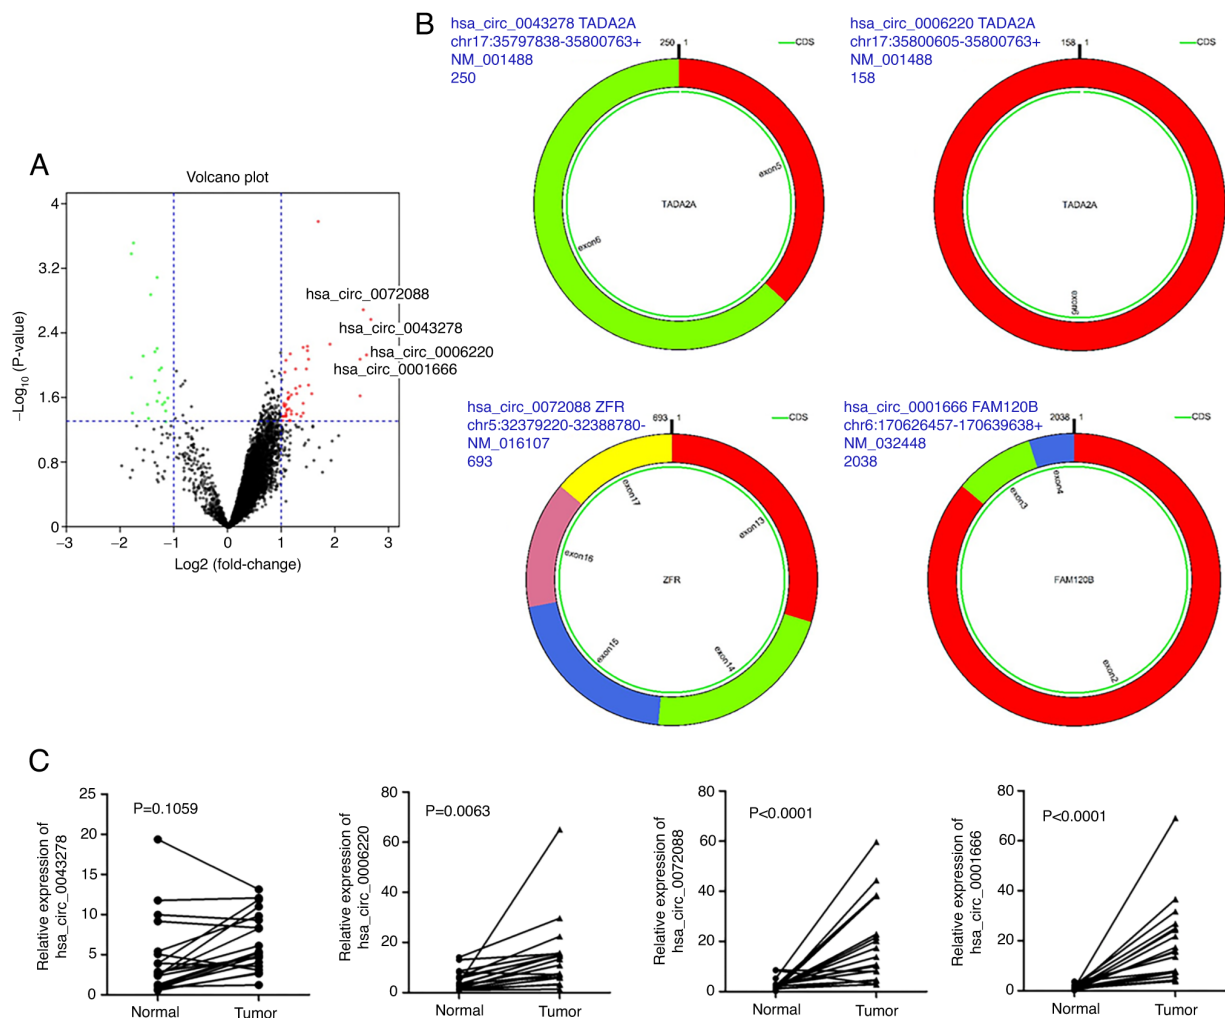 A
Volcano plot
4
3.2
2.4
1.6
0.8
0
−Log10 (P-value)
−3
−2
−1
0
1
2
3
Log2 (fold-change)
hsa_circ_0072088
hsa_circ_0043278
hsa_circ_0006220
hsa_circ_0001666
B
hsa_circ_0043278 TADA2A
chr17:35797838-35800763+
NM_001488
250
250 1
CDS
exon5
exon6
TADA2A
hsa_circ_0006220 TADA2A
chr17:35800605-35800763+
NM_001488
158
158 1
CDS
TADA2A
exon6
hsa_circ_0072088 ZFR
chr5:32379220-32388780-
NM_016107
693
693 1
CDS
exon17
exon13
exon16
ZFR
exon15
exon14
hsa_circ_0001666 FAM120B
chr6:170626457-170639638+
NM_032448
2038
2038 1
CDS
exon4
exon3
FAM120B
exon2
C
Relative expression of
hsa_circ_0043278
25
20
15
10
5
0
P=0.1059
Normal
Tumor
Relative expression of
hsa_circ_0006220
80
60
40
20
0
P=0.0063
Normal
Tumor
Relative expression of
hsa_circ_0072088
80
60
40
20
0
P<0.0001
Normal
Tumor
Relative expression of
hsa_circ_0001666
80
60
40
20
0
P<0.0001
Normal
Tumor